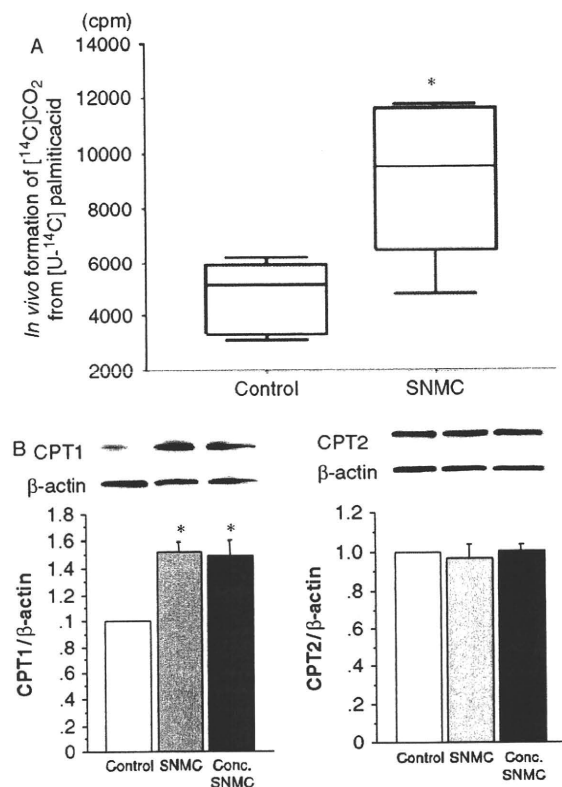 (cpm)
A
14000
12000
10000
8000
6000
4000
2000
In vivo formation of [¹⁴C]CO₂
from [U-¹⁴C] palmiticacid
*
Control SNMC
B CPT1
β-actin
1.8
1.6
1.4
1.2
.1
.8
.6
.4
.2
0
CPT1/β-actin
* *
Control SNMC Conc.
SNMC
CPT2
β-actin
1.2
1.0
.8
.6
.4
.2
0
CPT2/β-actin
Control SNMC Conc.
SNMC